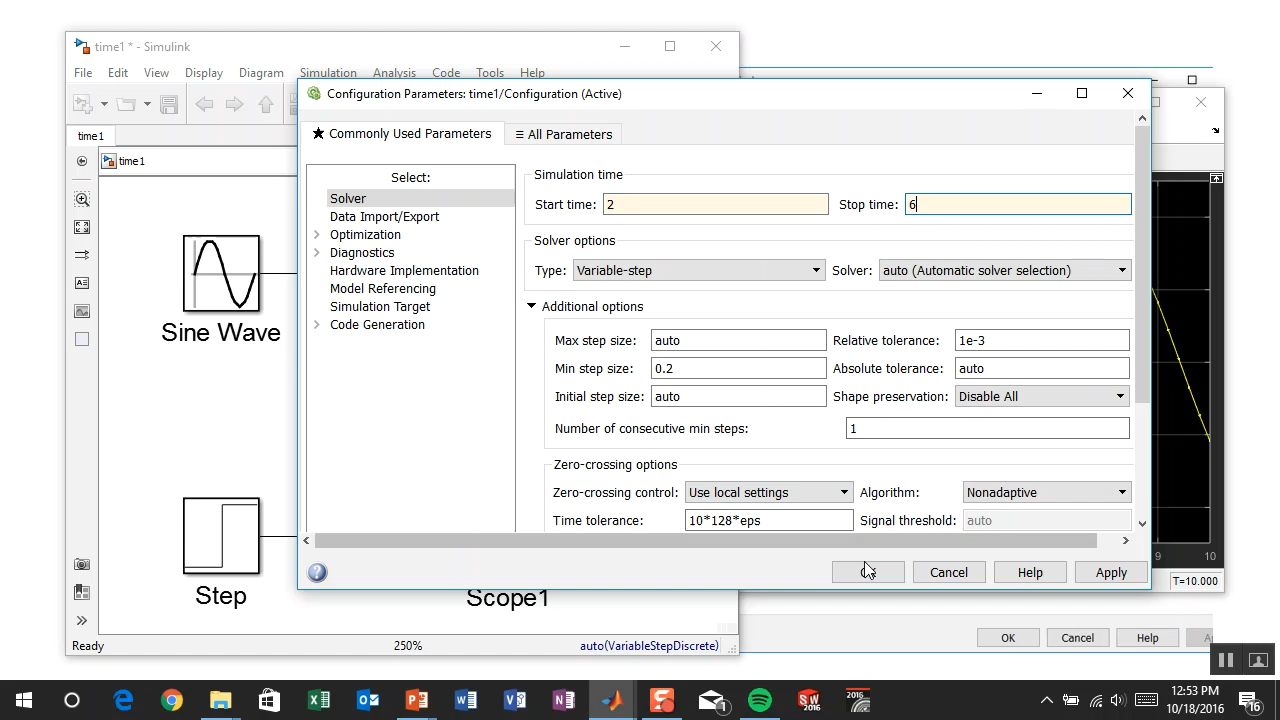 time1 * - Simulink
File Edit View Display Diagram Simulation Analysis Code Tools Help
time1
time1
Sine Wave
Step
Scope1
Ready 250% auto(VariableStepDiscrete)
Configuration Parameters: time1/Configuration (Active)
★ Commonly Used Parameters ≡ All Parameters
Select:
Solver
Data Import/Export
Optimization
Diagnostics
Hardware Implementation
Model Referencing
Simulation Target
Code Generation
Simulation time
Start time: 2 Stop time: 6
Solver options
Type: Variable-step Solver: auto (Automatic solver selection)
Additional options
Max step size: auto Relative tolerance: 1e-3
Min step size: 0.2 Absolute tolerance: auto
Initial step size: auto Shape preservation: Disable All
Number of consecutive min steps: 1
Zero-crossing options
Zero-crossing control: Use local settings Algorithm: Nonadaptive
Time tolerance: 10*128*eps Signal threshold: auto
Cancel Help Apply
9 10
T=10.000
OK Cancel Help
12:53 PM
10/18/2016
16
1
2016
2016